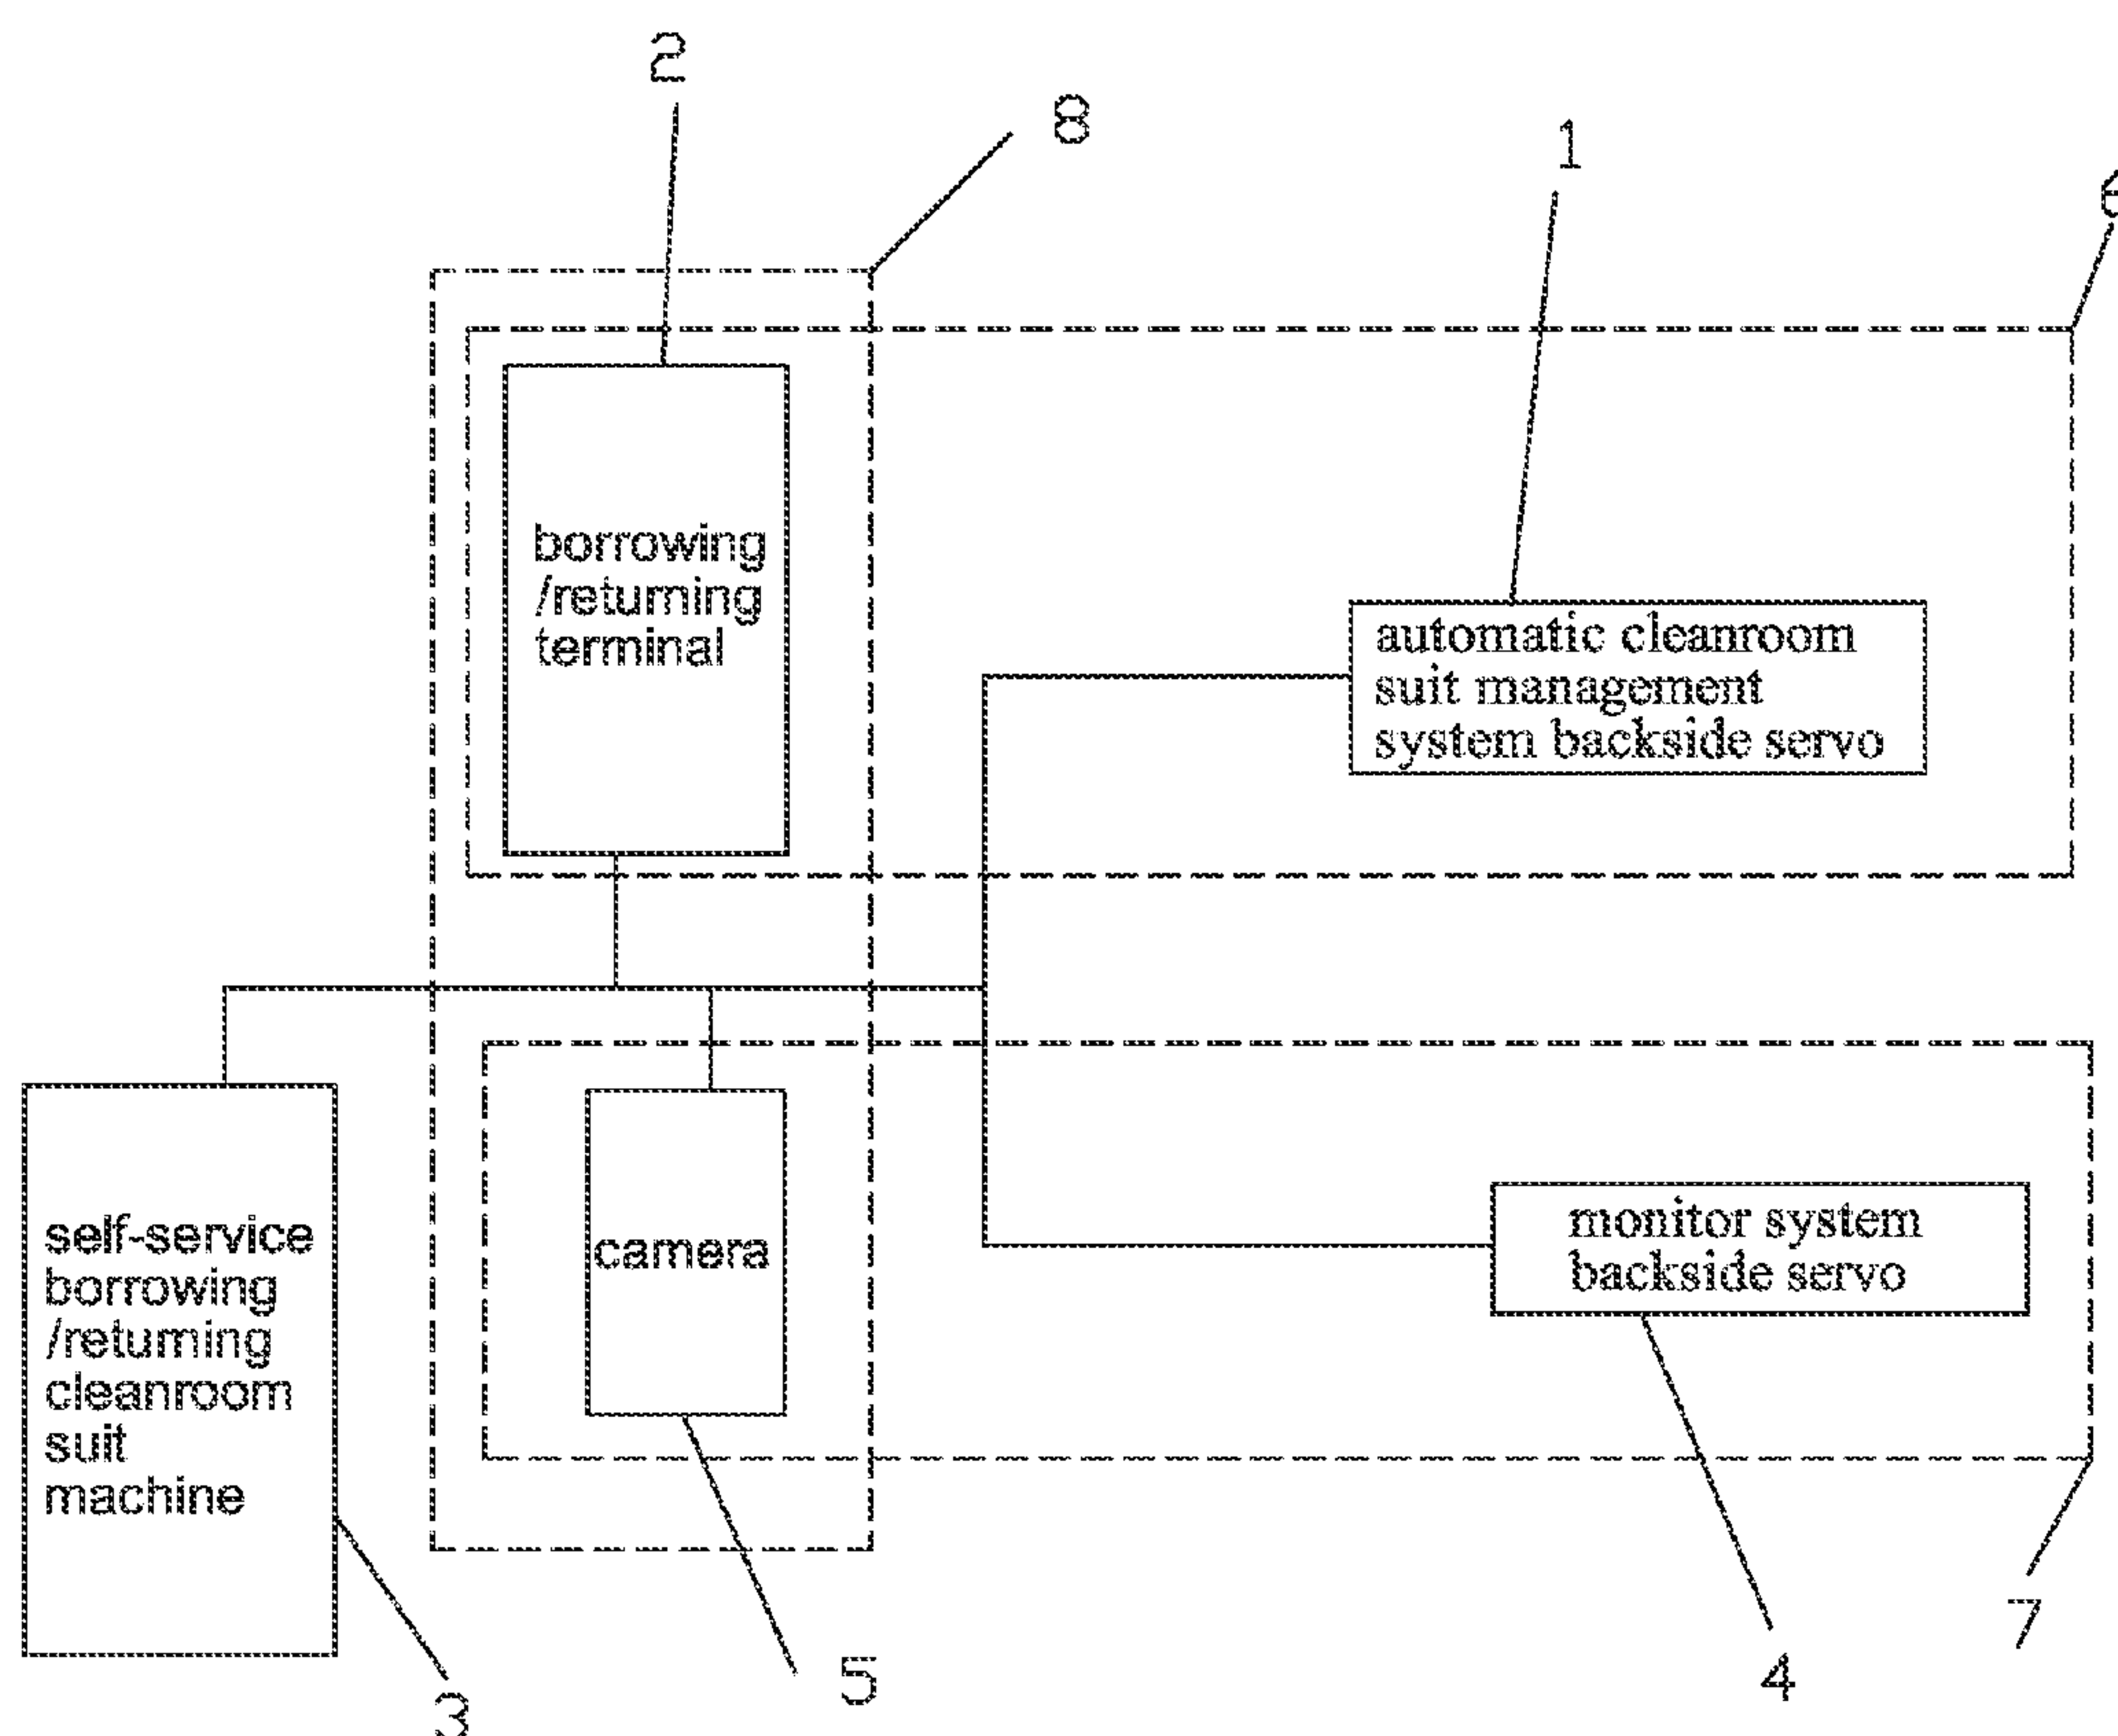 2
8
1
6
borrowing
/returning
terminal
automatic cleanroom
suit management
system backside servo
self-service
borrowing
/returning
cleanroom
suit
machine
camera
monitor system
backside servo
7
5
4
3